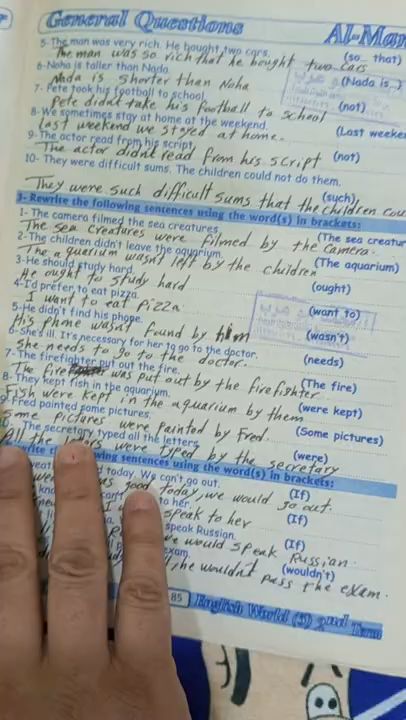 General Questions Al-Ma
5-The man was very rich. He bought two cars. (so... that)
The man was so rich that he bought two cars
6-Noha is taller than Nada. (Nada is...)
Nada is shorter than Noha
7- Pete took his football to school. (not)
Pete didn't take his football to school
8-We sometimes stay at home at the weekend. (Last weeke
Last weekend we stayed at home.
9-The actor read from his script. (not)
The actor didn't read from his script
10- They were difficult sums. The children could not do them. (such)
They were such difficult sums that the children cou
3- Rewrite the following sentences using the word(s) in brackets:
1- The camera filmed the sea creatures. (The sea creatur
The sea creatures were filmed by the camera.
2-The children didn't leave the aquarium. (The aquarium)
The aquarium wasn't left by the children
3-He should study hard. (ought)
He ought to study hard
4-I'd prefer to eat pizza. (want to)
I want to eat pizza.
5-He didn't find his phone. (wasn't)
His phone wasn't found by him
6-She's ill. It's necessary for her to go to the doctor. (needs)
She needs to go to the doctor.
7- The firefighter put out the fire. (The fire)
The fire was put out by the firefighter
8- They kept fish in the aquarium. (were kept)
Fish were kept in the aquarium by them
Fred painted some pictures. (Some pictures)
Some pictures were painted by Fred.
The secretary typed all the letters. (were)
All the letters were typed by the secretary
wing sentences using the word(s) in brackets:
d today. We can't go out. (If)
good today, we would go out.
to her. (If)
speak to her
speak Russian. (If)
we would speak Russian.
exam. (wouldn't)
he wouldn't pass the exam.
85 English World (5) 2nd Term